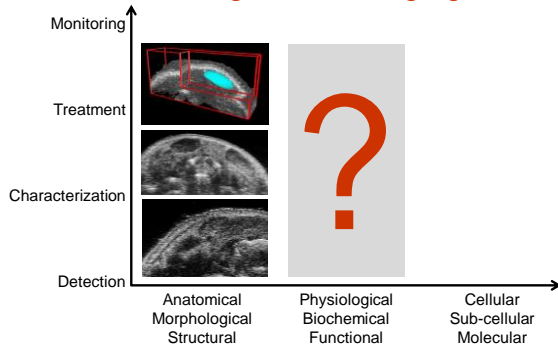 Monitoring
Treatment
Characterization
Detection
?
Anatomical
Morphological
Structural
Physiological
Biochemical
Functional
Cellular
Sub-cellular
Molecular